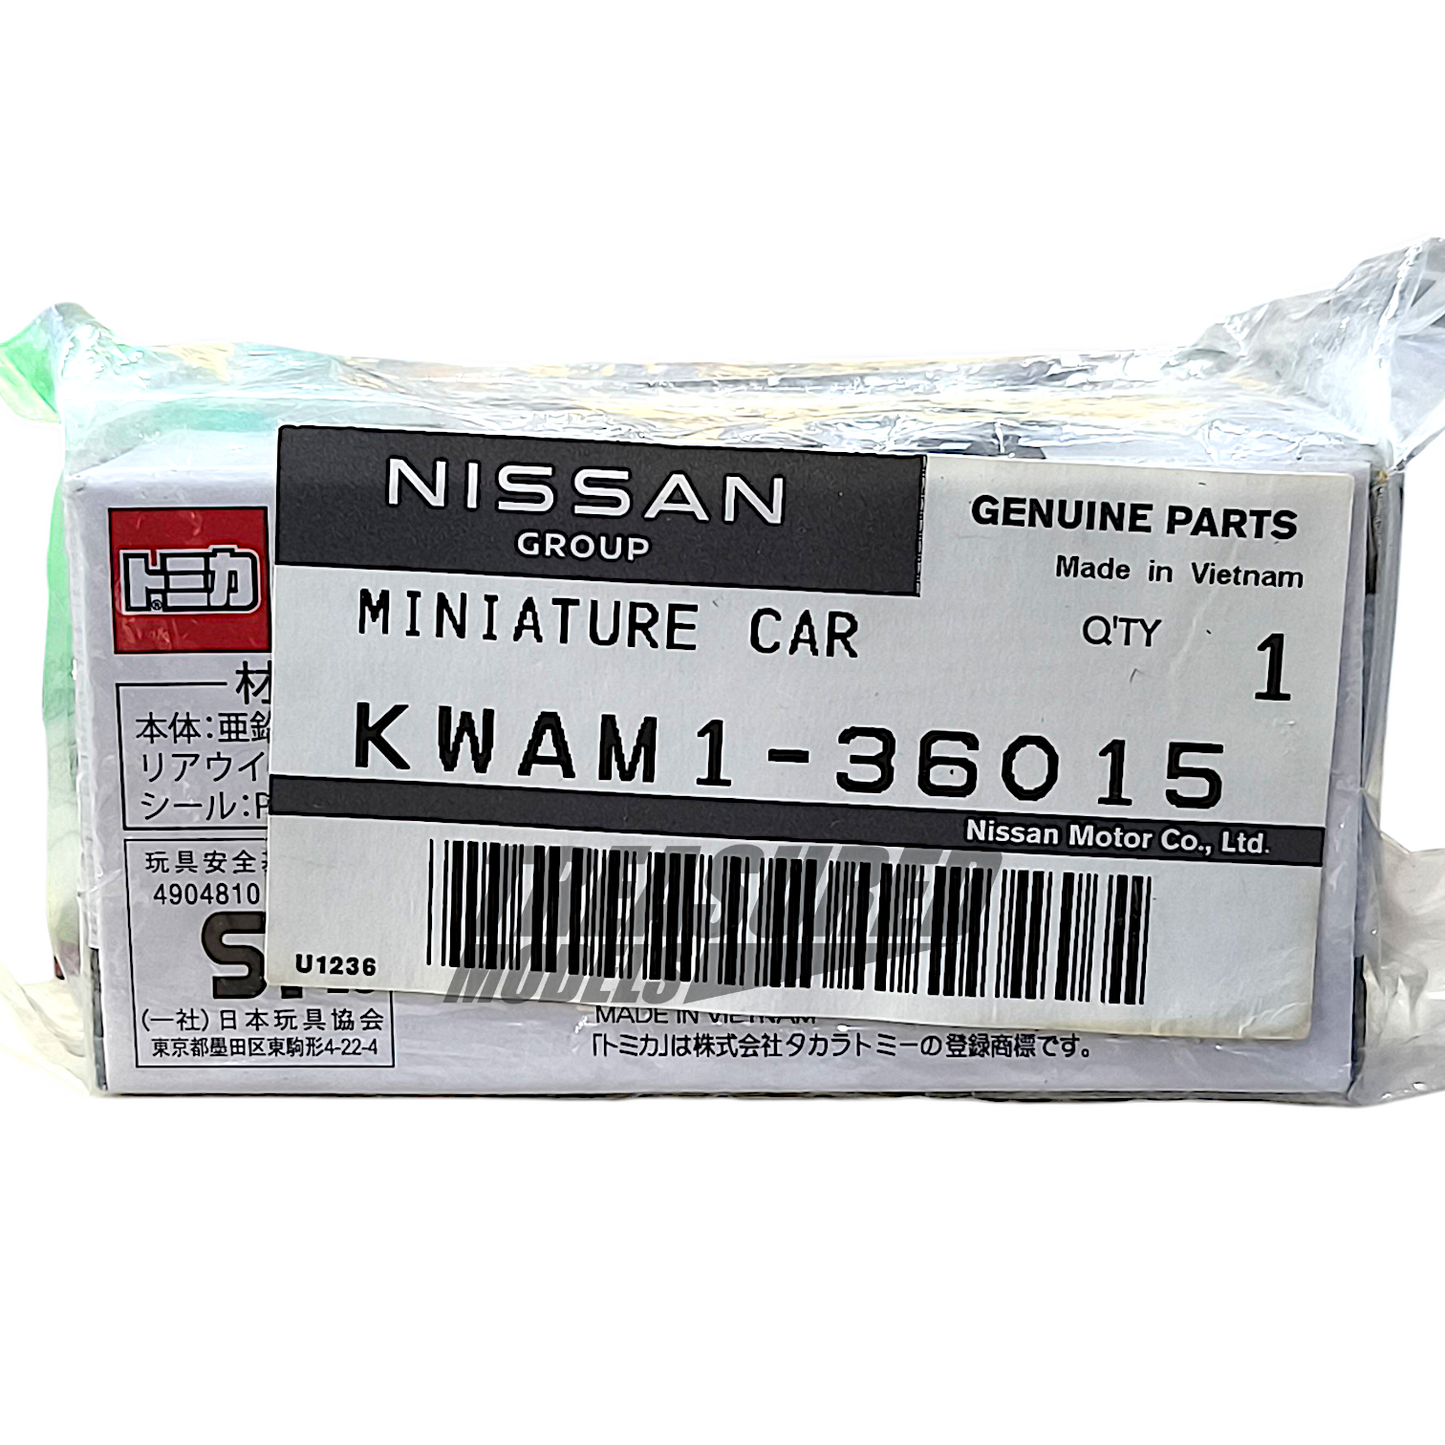 NISSAN
GROUP
GENUINE PARTS
Made in Vietnam
MINIATURE CAR
Q'TY 1
KWAM1-36015
Nissan Motor Co., Ltd.
U1236
TREASURED
MODELS
トミカ®
材
本体:亜鉛
リアウイ
シール:P
玩具安全基
4904810
(一社)日本玩具協会
東京都墨田区東駒形4-22-4
MADE IN VIETNAM
「トミカ」は株式会社タカラトミーの登録商標です。